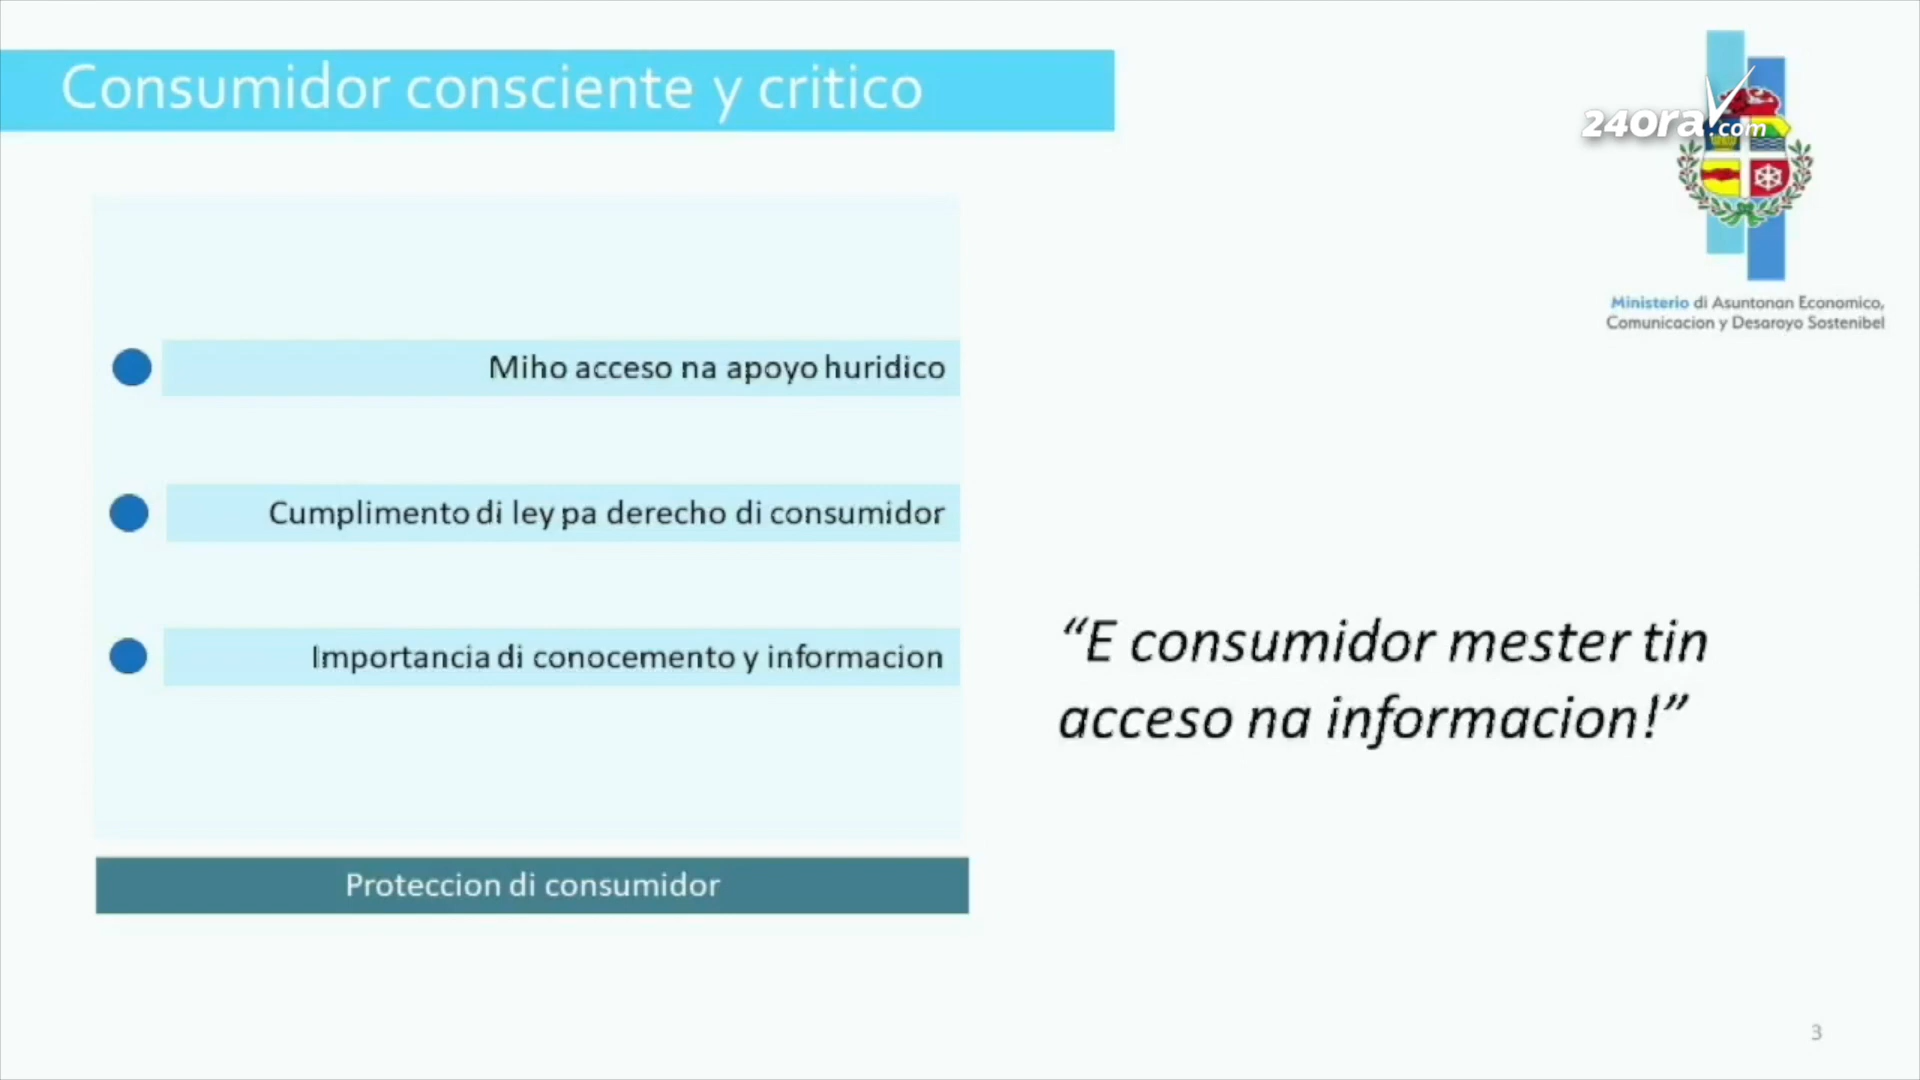 Consumidor consciente y critico
24ora.com
Ministerio di Asuntonan Economico,
Comunicacion y Desaroyo Sostenibel
Miho acceso na apoyo huridico
Cumplimento di ley pa derecho di consumidor
Importancia di conocemento y informacion
“E consumidor mester tin
acceso na informacion!”
Proteccion di consumidor
3